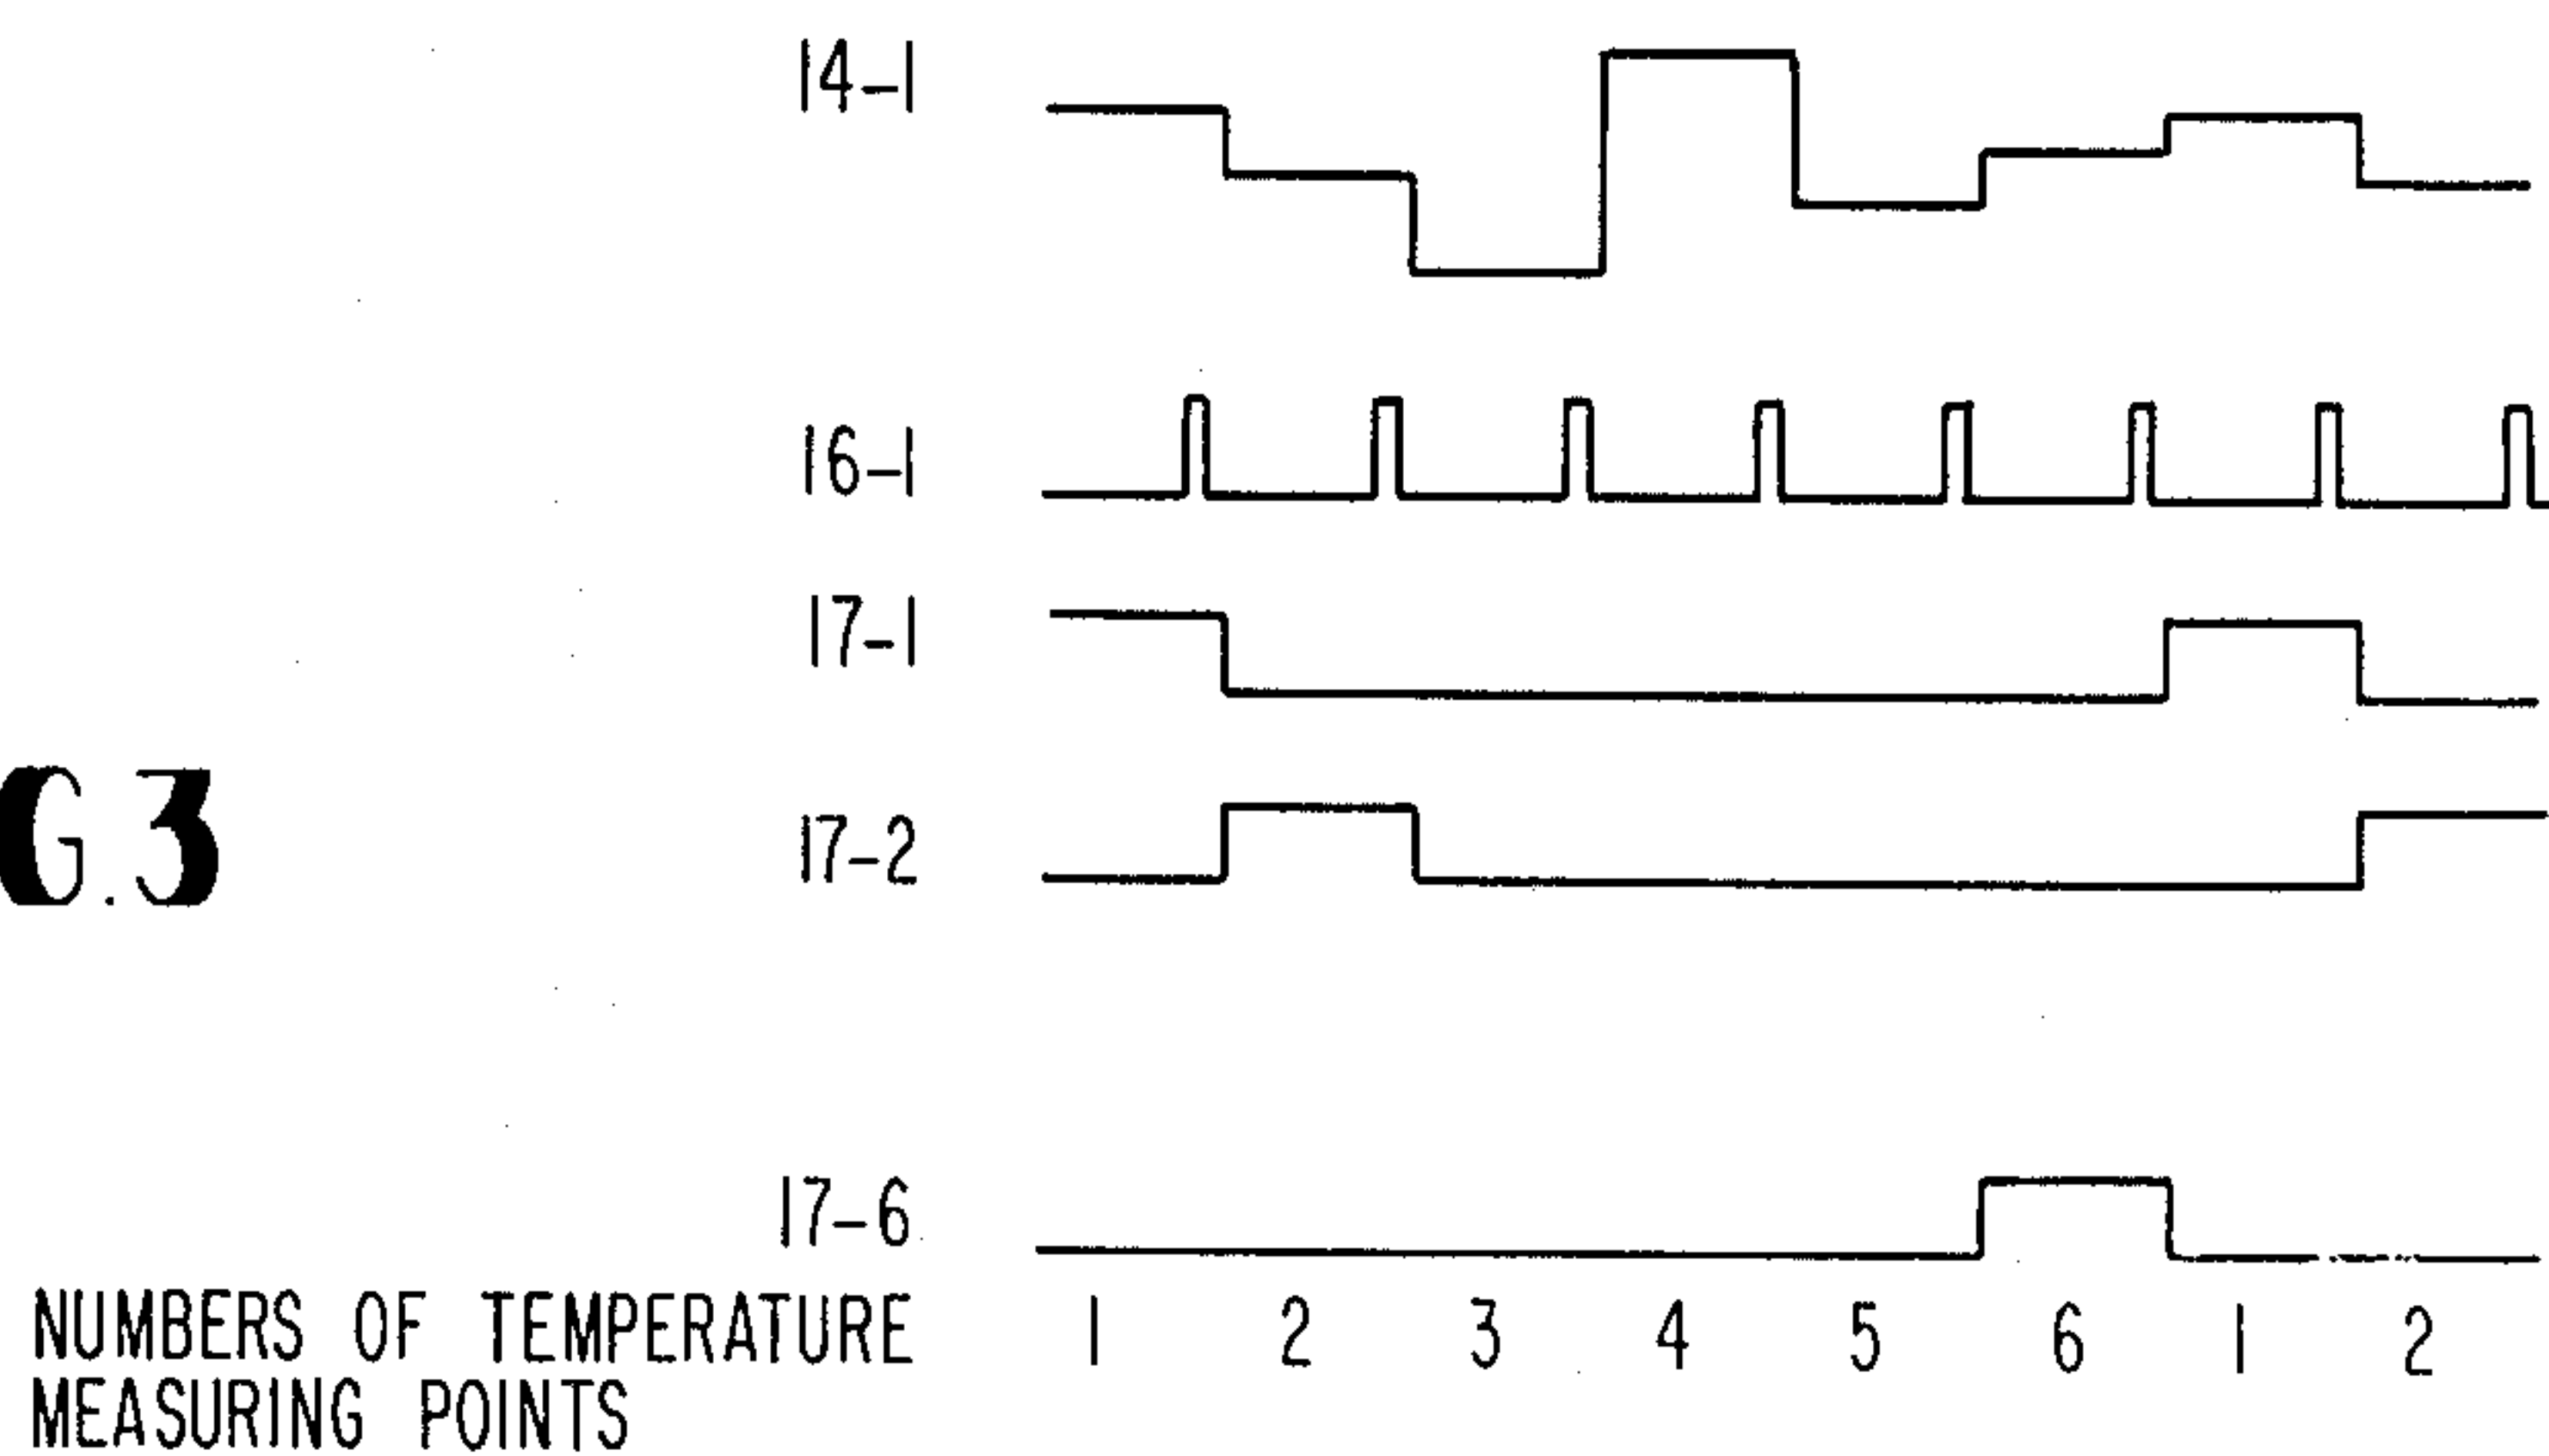 14-1
16-1
17-1
G.3
17-2
17-6
NUMBERS OF TEMPERATURE 1 2 3 4 5 6 1 2
MEASURING POINTS